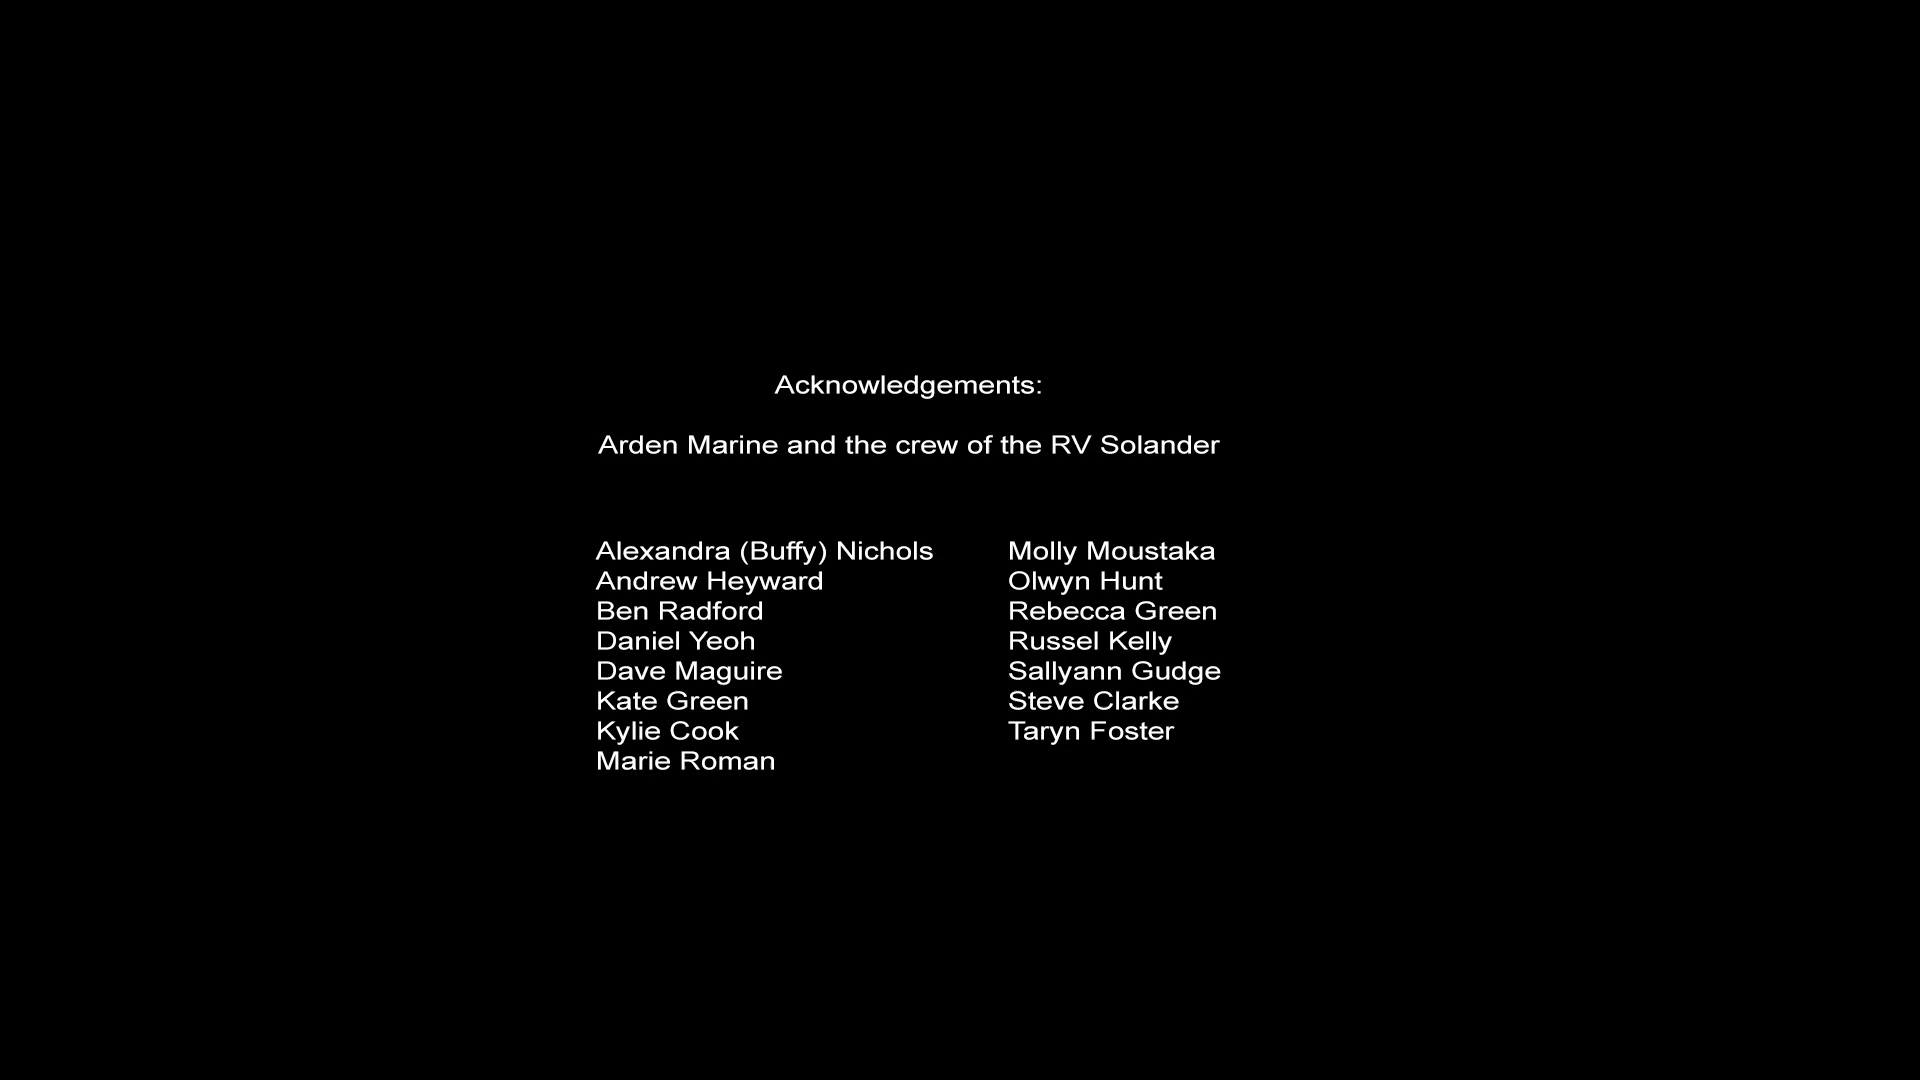 Acknowledgements:
Arden Marine and the crew of the RV Solander
Alexandra (Buffy) Nichols
Andrew Heyward
Ben Radford
Daniel Yeoh
Dave Maguire
Kate Green
Kylie Cook
Marie Roman
Molly Moustaka
Olwyn Hunt
Rebecca Green
Russel Kelly
Sallyann Gudge
Steve Clarke
Taryn Foster